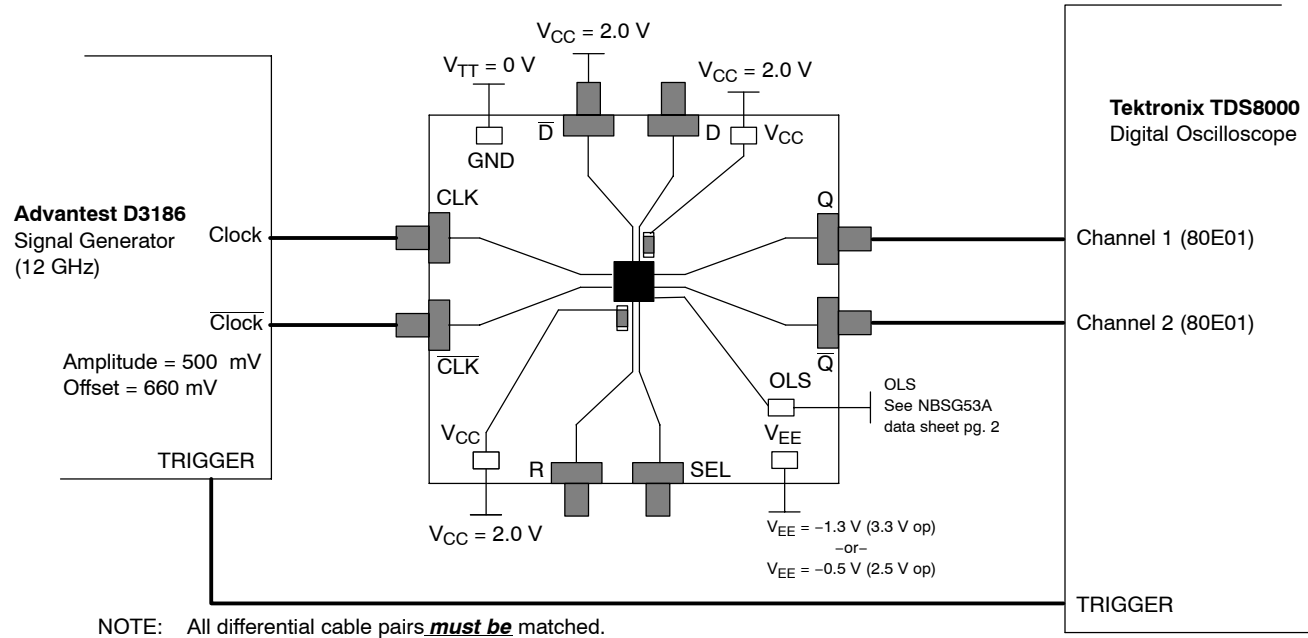 V_CC = 2.0 V
V_TT = 0 V
V_CC = 2.0 V
Tektronix TDS8000
Digital Oscilloscope
D̅
D
V_CC
GND
CLK
Q
Advantest D3186
Signal Generator
(12 GHz)
Clock
Channel 1 (80E01)
C̅l̅o̅c̅k̅
Channel 2 (80E01)
Amplitude = 500 mV
Offset = 660 mV
C̅L̅K̅
Q̅
OLS
OLS
See NBSG53A
data sheet pg. 2
V_CC
V_EE
TRIGGER
R
SEL
V_CC = 2.0 V
V_EE = −1.3 V (3.3 V op)
−or−
V_EE = −0.5 V (2.5 V op)
TRIGGER
NOTE: All differential cable pairs must be matched.